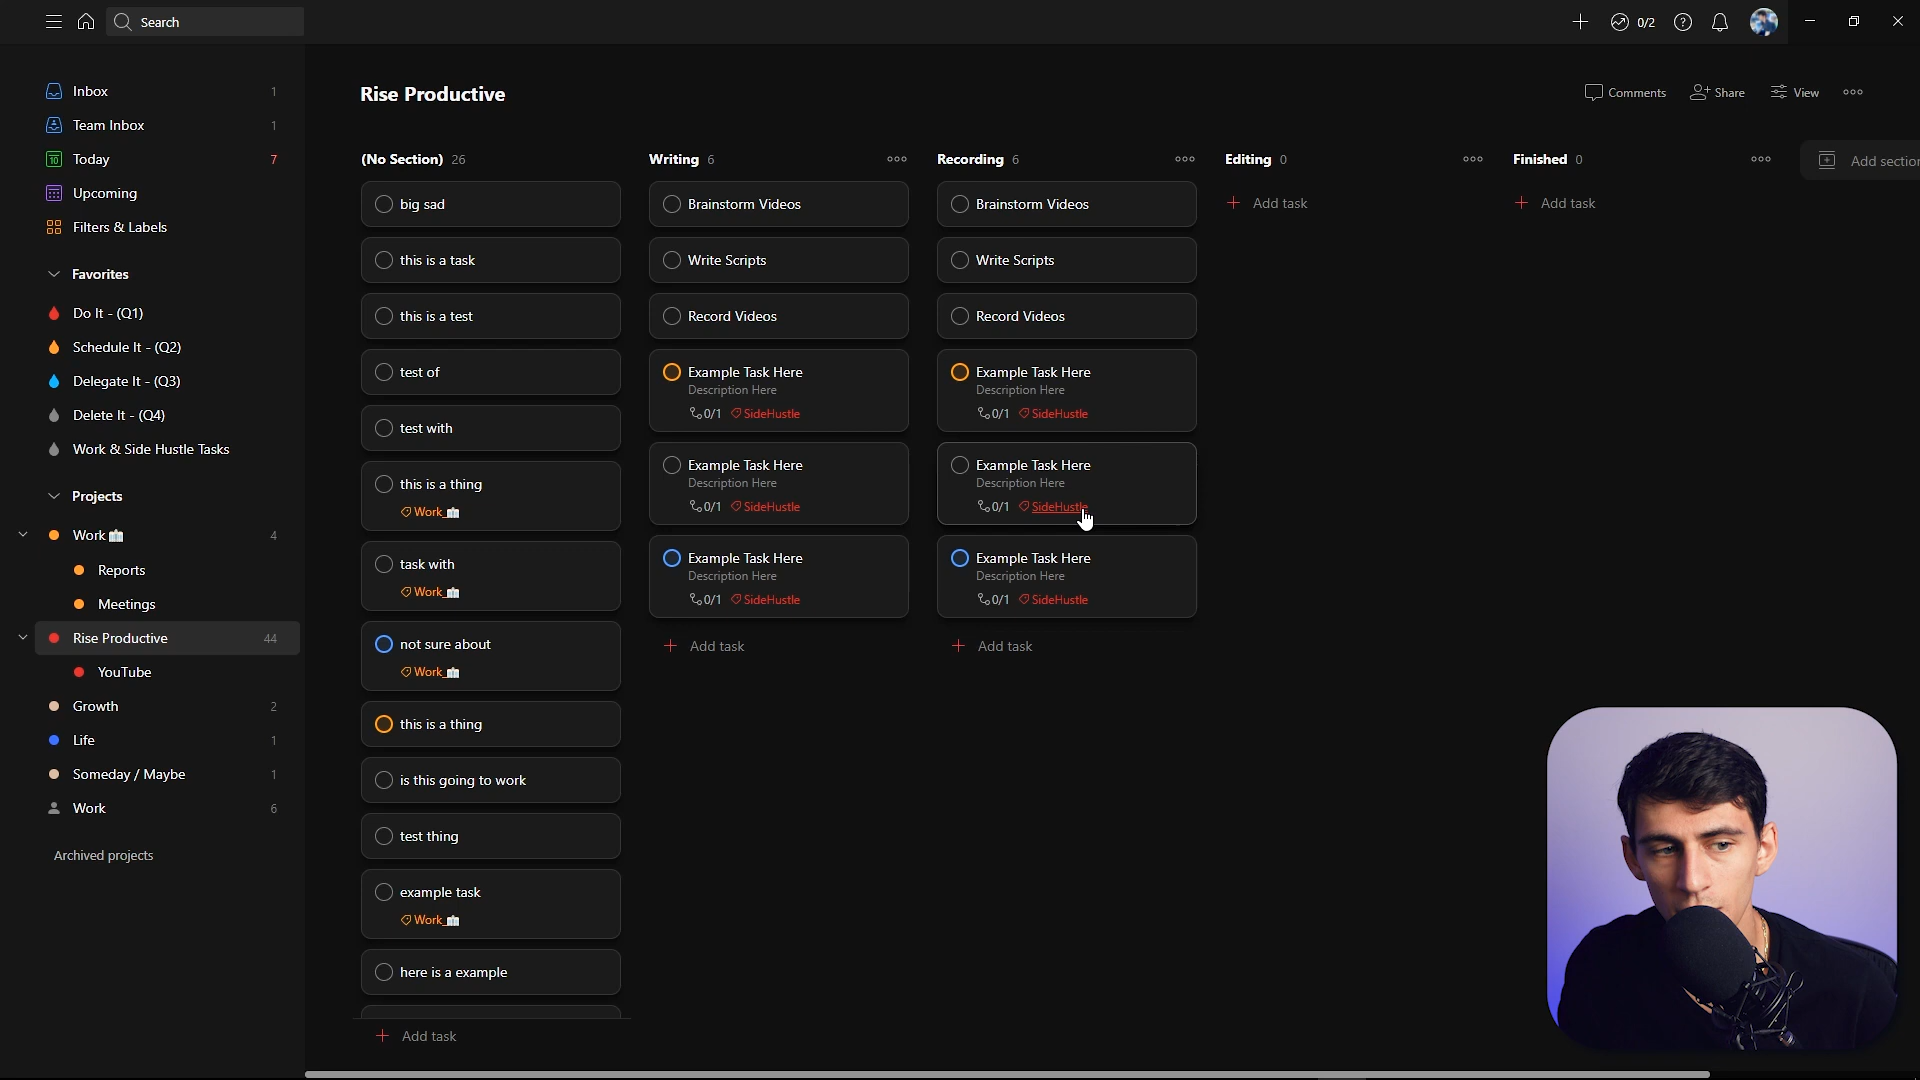 Search
0/2
Inbox 1
Team Inbox 1
10 Today 7
Upcoming
Filters & Labels
Favorites
Do It - (Q1)
Schedule It - (Q2)
Delegate It - (Q3)
Delete It - (Q4)
Work & Side Hustle Tasks
Projects
Work 4
Reports
Meetings
Rise Productive 44
YouTube
Growth 2
Life 1
Someday / Maybe 1
Work 6
Archived projects
Rise Productive
Comments Share View
(No Section) 26
big sad
this is a task
this is a test
test of
test with
this is a thing
Work_
task with
Work_
not sure about
Work_
this is a thing
is this going to work
test thing
example task
Work_
here is a example
Add task
Writing 6
Brainstorm Videos
Write Scripts
Record Videos
Example Task Here
Description Here
0/1 SideHustle
Example Task Here
Description Here
0/1 SideHustle
Example Task Here
Description Here
0/1 SideHustle
Add task
Recording 6
Brainstorm Videos
Write Scripts
Record Videos
Example Task Here
Description Here
0/1 SideHustle
Example Task Here
Description Here
0/1 SideHustle
Example Task Here
Description Here
0/1 SideHustle
Add task
Editing 0
Add task
Finished 0
Add task
Add section